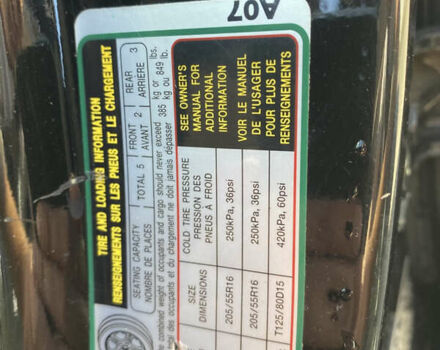 A07
TIRE AND LOADING INFORMATION
RENSEIGNEMENTS SUR LES PNEUS ET LE CHARGEMENT
SEATING CAPACITY TOTAL 5 FRONT 2 REAR 3
NOMBRE DE PLACES AVANT ARRIÈRE
combined weight of occupants and cargo should never exceed 385 kg or 849 lbs.
total des occupants et du chargement ne doit jamais dépasser kg ou lb.
SIZE COLD TIRE PRESSURE SEE OWNER'S
DIMENSIONS PRESSION DES MANUAL FOR
PNEUS À FROID ADDITIONAL
INFORMATION
205/55R16 250kPa, 36psi
205/55R16 250kPa, 36psi VOIR LE MANUEL
DE L'USAGER
T125/80D15 420kPa, 60psi POUR PLUS DE
RENSEIGNEMENTS